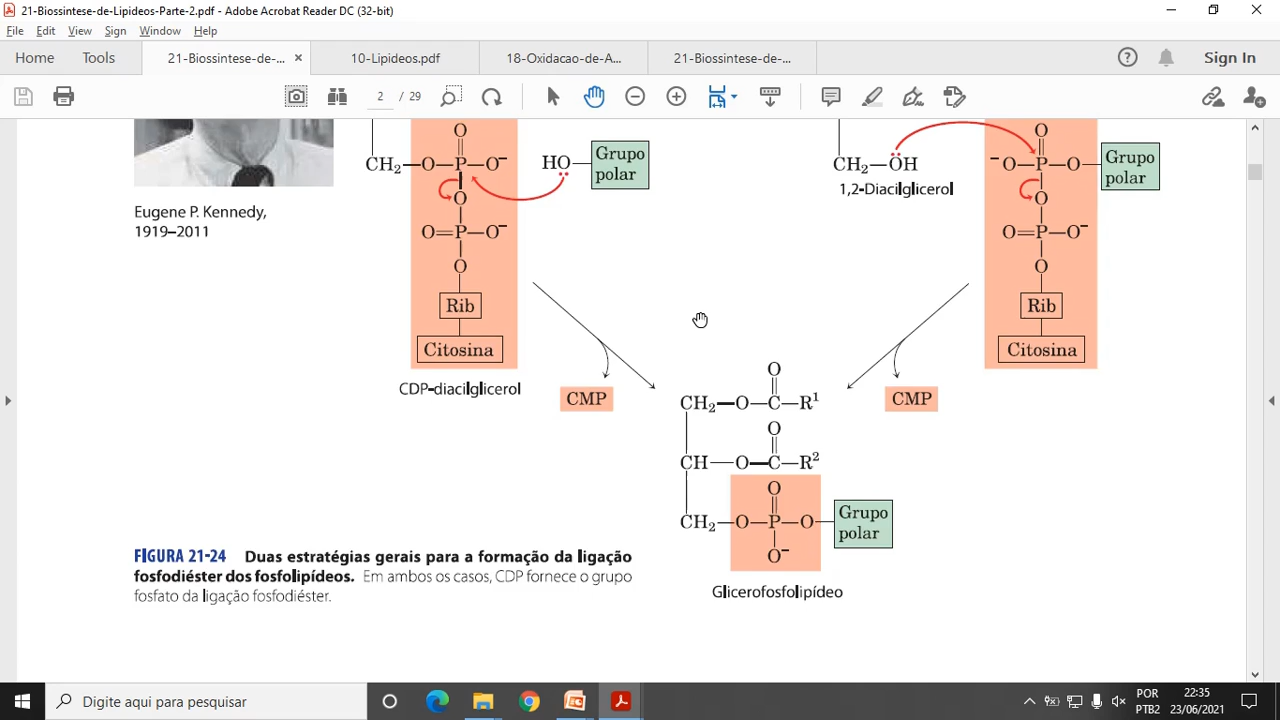 21-Biossintese-de-Lipideos-Parte-2.pdf - Adobe Acrobat Reader DC (32-bit)
File Edit View Sign Window Help
Home Tools 21-Biossintese-de-... × 10-Lipideos.pdf 18-Oxidacao-de-A... 21-Biossintese-de-... Sign In
2 / 29
O
CH₂—O—P—O⁻ HO—Grupo polar
O
O=P—O⁻
O
Rib
Citosina
CDP-diacilglicerol
CH₂—OH
1,2-Diacilglicerol
O
⁻O—P—O—Grupo polar
O
O=P—O⁻
O
Rib
Citosina
Eugene P. Kennedy,
1919–2011
CMP
CMP
O
CH₂—O—C—R¹
O
CH—O—C—R²
O
CH₂—O—P—O—Grupo polar
O⁻
Glicerofosfolipídeo
FIGURA 21-24 Duas estratégias gerais para a formação da ligação
fosfodiéster dos fosfolipídeos. Em ambos os casos, CDP fornece o grupo
fosfato da ligação fosfodiéster.
Digite aqui para pesquisar
POR
PTB2
22:35
23/06/2021